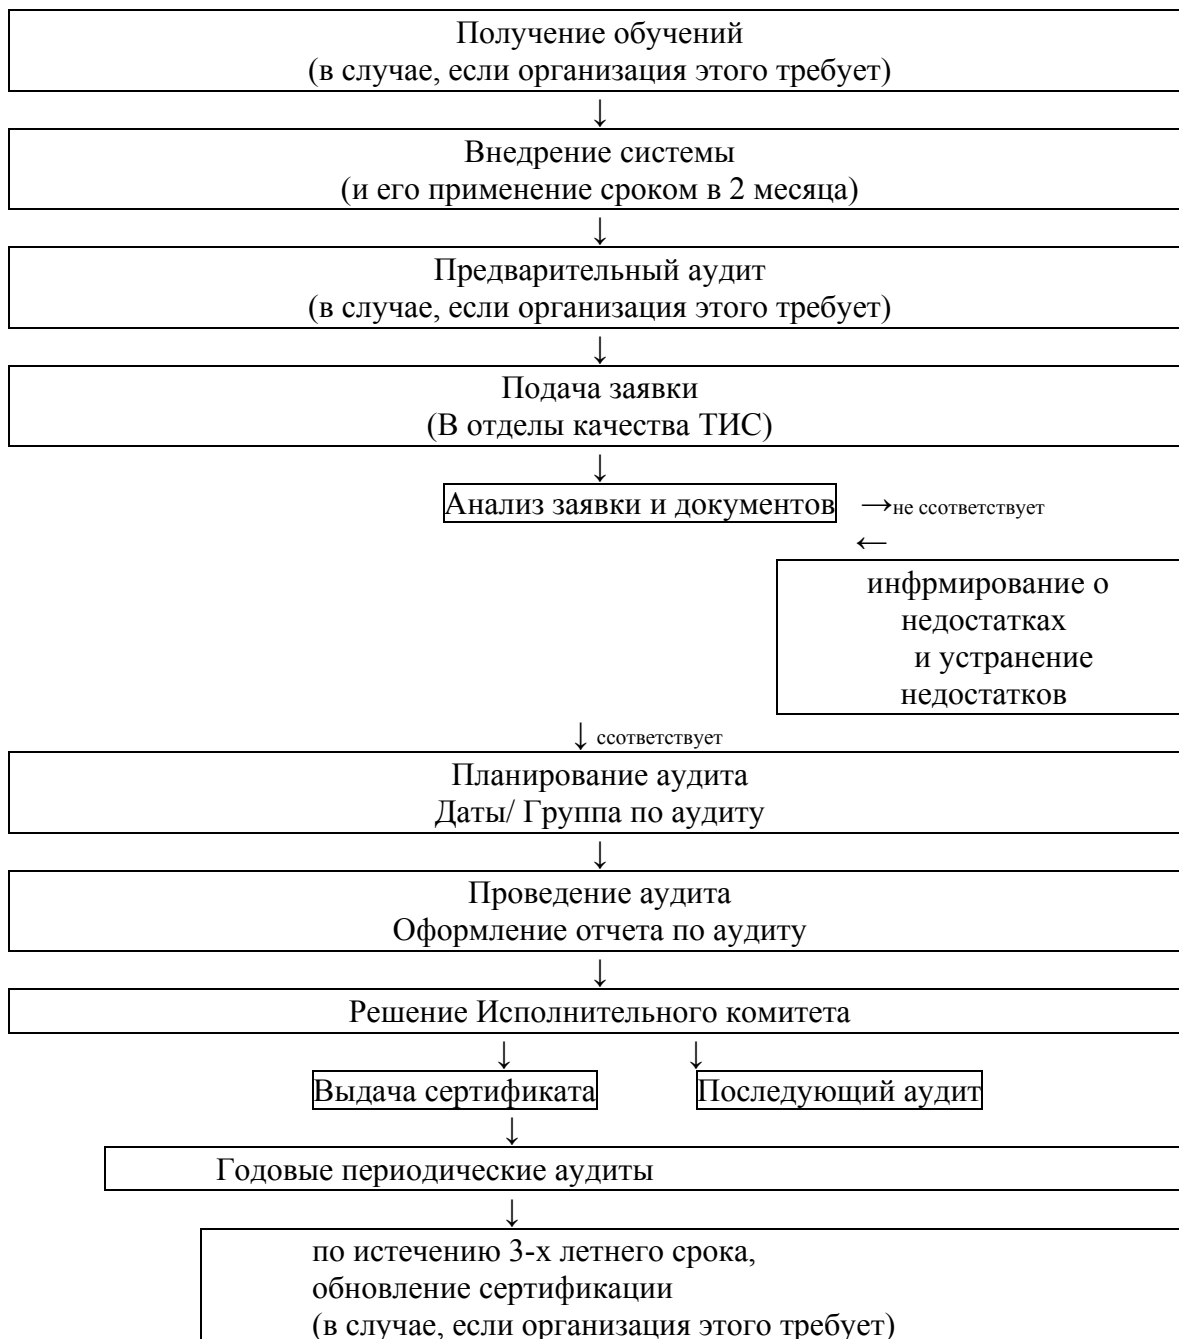 Получение обучений
(в случае, если организация этого требует)
↓
Внедрение системы
(и его применение сроком в 2 месяца)
↓
Предварительный аудит
(в случае, если организация этого требует)
↓
Подача заявки
(В отделы качества ТИС)
↓
Анализ заявки и документов →не ссответствует
←
инфрмирование о
недостатках
и устранение
недостатков
↓ ссответствует
Планирование аудита
Даты/ Группа по аудиту
↓
Проведение аудита
Оформление отчета по аудиту
↓
Решение Исполнительного комитета
↓ ↓
Выдача сертификата Последующий аудит
↓
Годовые периодические аудиты
↓
по истечению 3-х летнего срока,
обновление сертификации
(в случае, если организация этого требует)